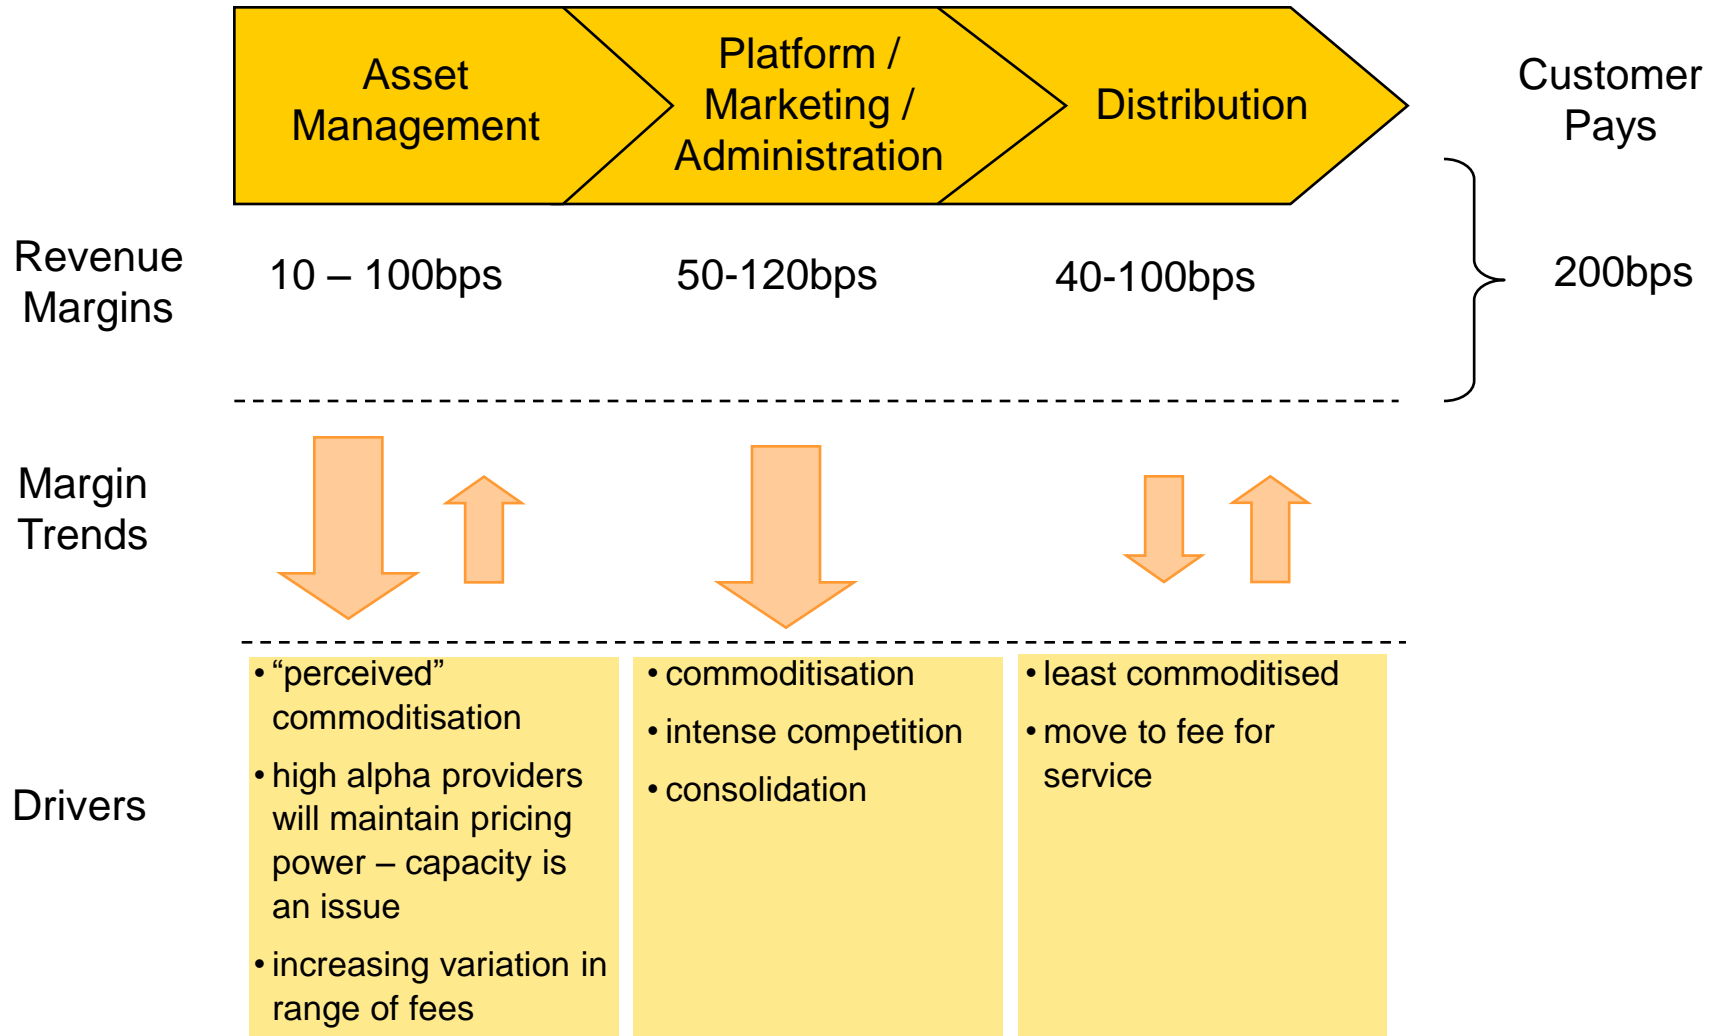 Asset
Management
Platform /
Marketing /
Administration
Distribution
Customer
Pays
Revenue
Margins
10 – 100bps
50-120bps
40-100bps
200bps
Margin
Trends
Drivers
• “perceived”
commoditisation
• high alpha providers
will maintain pricing
power – capacity is
an issue
• increasing variation in
range of fees
• commoditisation
• intense competition
• consolidation
• least commoditised
• move to fee for
service